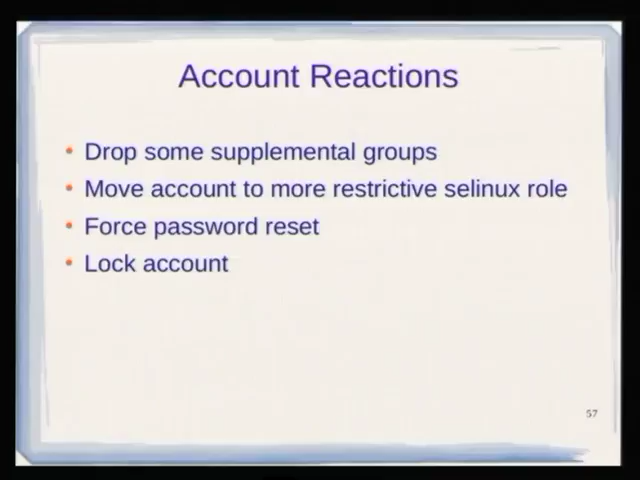 Account Reactions
Drop some supplemental groups
Move account to more restrictive selinux role
Force password reset
Lock account
57